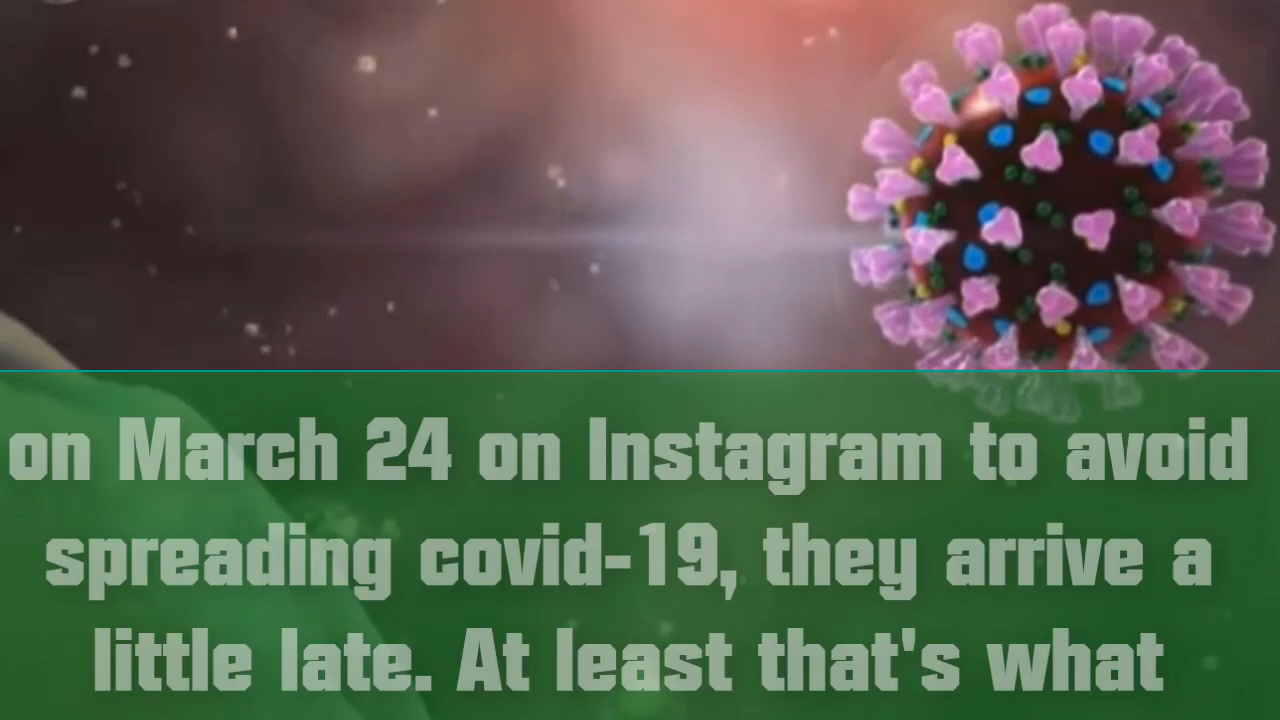 on March 24 on Instagram to avoid
spreading covid-19, they arrive a
little late. At least that's what